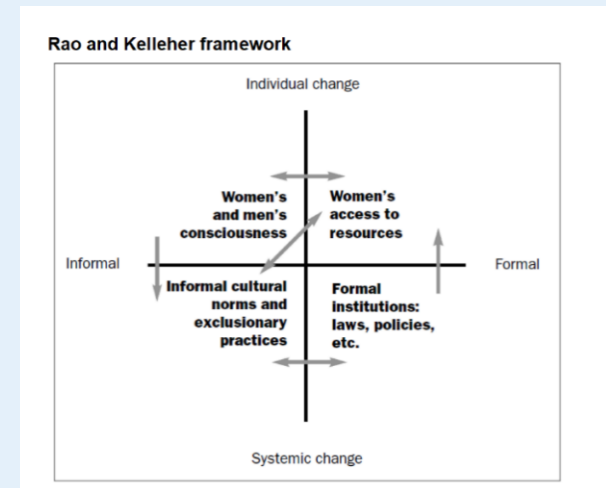 Rao and Kelleher framework
Individual change
Women's
and men's
consciousness
Women's
access to
resources
Informal
Formal
Informal cultural
norms and
exclusionary
practices
Formal
institutions:
laws, policies,
etc.
Systemic change